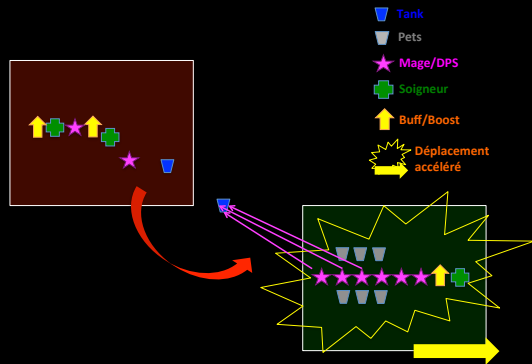 Tank
Pets
Mage/DPS
Soigneur
Buff/Boost
Déplacement
accéléré